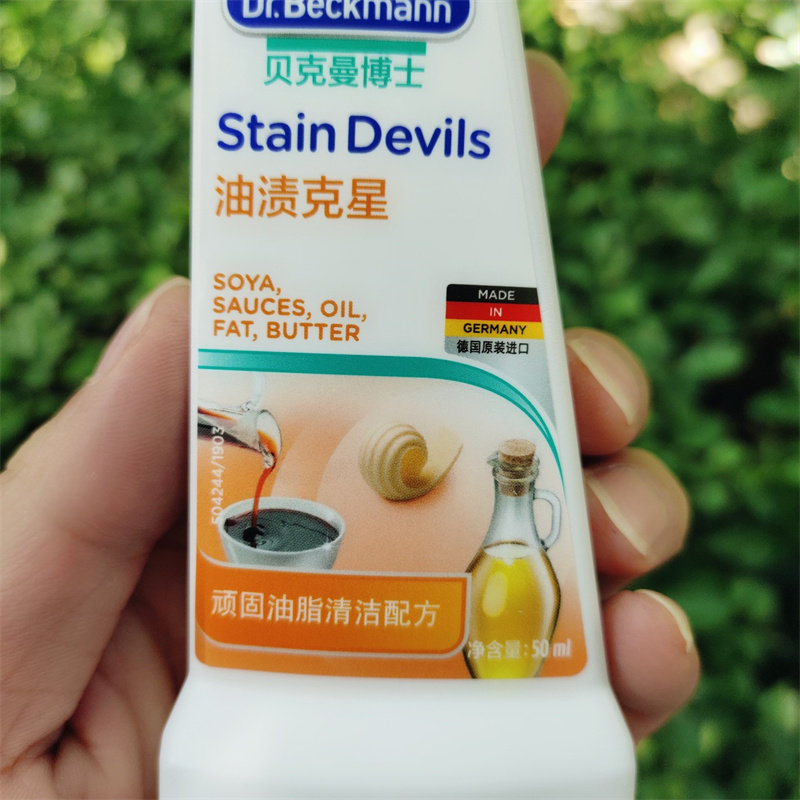 Dr.Beckmann
贝克曼博士
Stain Devils
油渍克星
SOYA,
SAUCES, OIL,
FAT, BUTTER
MADE
IN
GERMANY
德国原装进口
504244/1903
顽固油脂清洁配方
净含量:50 ml